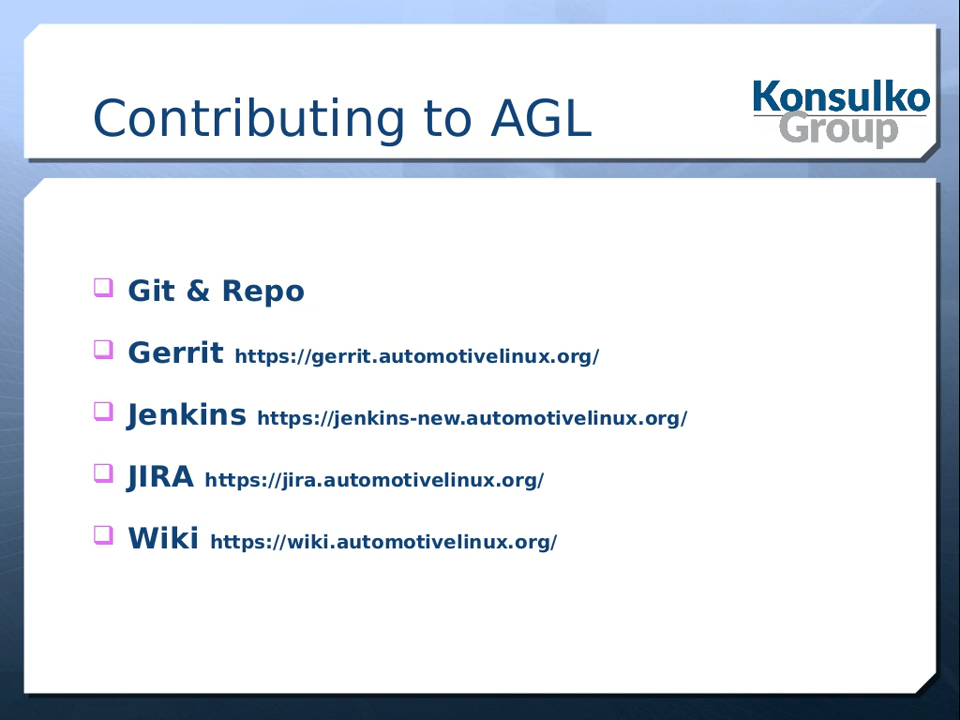 Contributing to AGL
Konsulko
Group
Git & Repo
Gerrit https://gerrit.automotivelinux.org/
Jenkins https://jenkins-new.automotivelinux.org/
JIRA https://jira.automotivelinux.org/
Wiki https://wiki.automotivelinux.org/